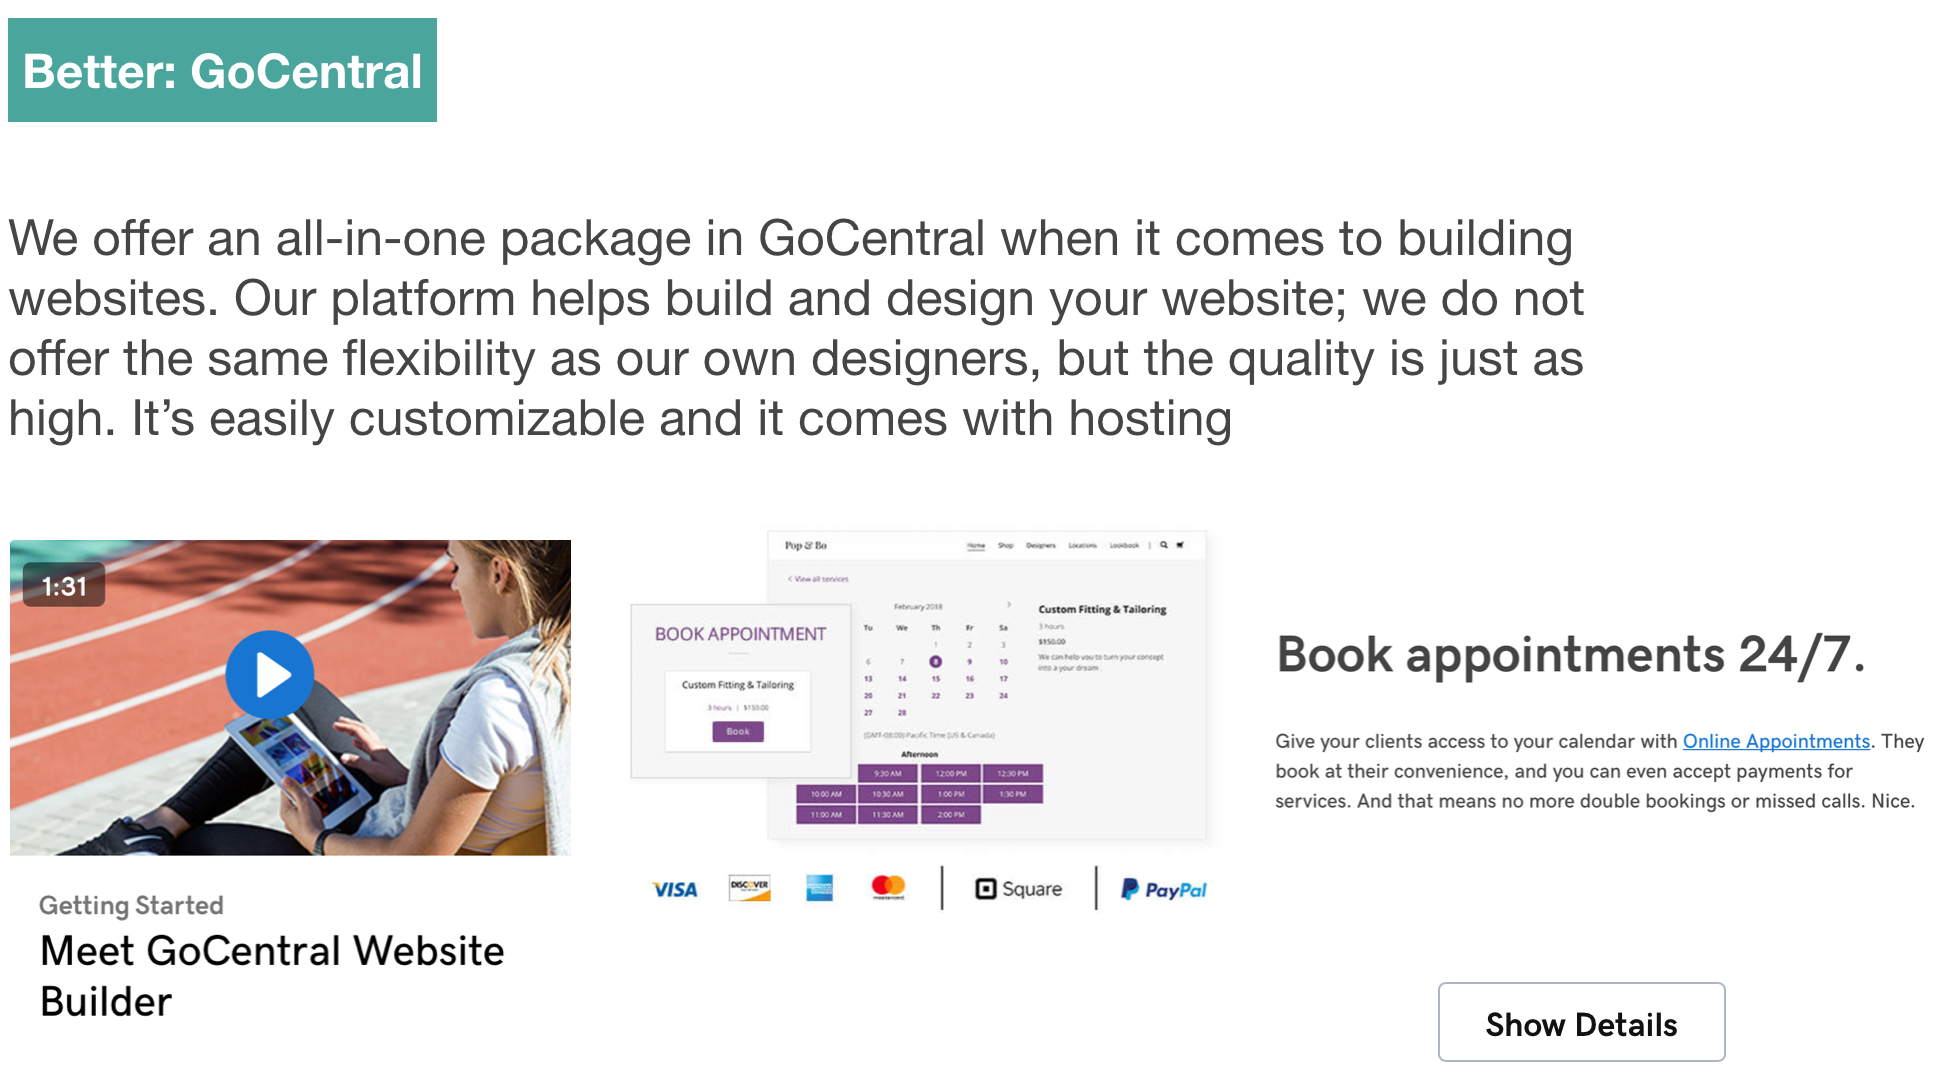 Better: GoCentral
We offer an all-in-one package in GoCentral when it comes to building
websites. Our platform helps build and design your website; we do not
offer the same flexibility as our own designers, but the quality is just as
high. It’s easily customizable and it comes with hosting
1:31
Getting Started
Meet GoCentral Website
Builder
Pop & Bo
Home Shop Designers Locations Lookbook |
< View all services
BOOK APPOINTMENT
Custom Fitting & Tailoring
3 hours | $150.00
Book
February 2018 >
Tu We Th Fr Sa
1 2 3
6 7 8 9 10
13 14 15 16 17
20 21 22 23 24
27 28
(GMT-08:00) Pacific Time (US & Canada)
Afternoon
9:30 AM 12:00 PM 12:30 PM
10:00 AM 10:30 AM 1:00 PM 1:30 PM
11:00 AM 11:30 AM 2:00 PM
Custom Fitting & Tailoring
3 hours
$150.00
We can help you to turn your concept
into a your dream
VISA DISCOVER AMERICAN EXPRESS mastercard Square PayPal
Book appointments 24/7.
Give your clients access to your calendar with Online Appointments. They
book at their convenience, and you can even accept payments for
services. And that means no more double bookings or missed calls. Nice.
Show Details